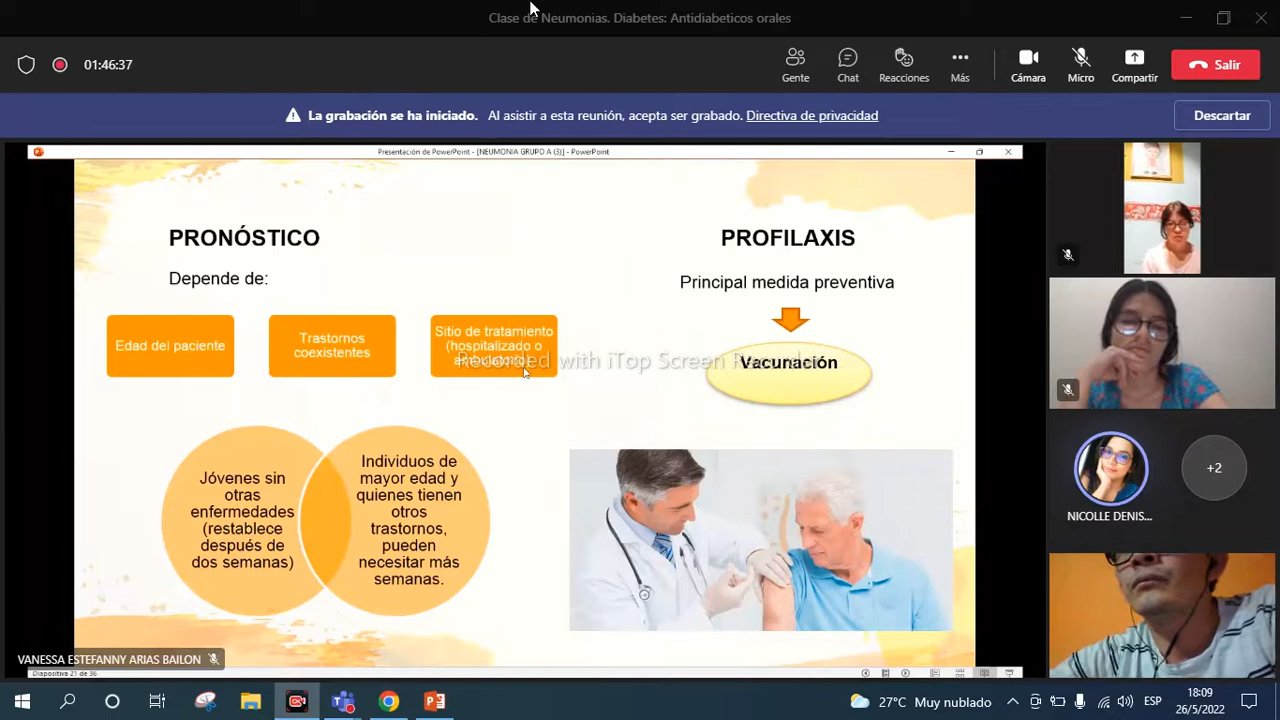 Clase de Neumonias. Diabetes: Antidiabeticos orales
01:46:37
Gente
Chat
Reacciones
Más
Cámara
Micro
Compartir
Salir
La grabación se ha iniciado. Al asistir a esta reunión, acepta ser grabado. Directiva de privacidad
Descartar
Presentación de PowerPoint - [NEUMONIA GRUPO A (3)] - PowerPoint
PRONÓSTICO
Depende de:
Edad del paciente
Trastornos
coexistentes
Sitio de tratamiento
(hospitalizado o
ambulatorio).
Jóvenes sin
otras
enfermedades
(restablece
después de
dos semanas)
Individuos de
mayor edad y
quienes tienen
otros
trastornos,
pueden
necesitar más
semanas.
PROFILAXIS
Principal medida preventiva
Vacunación
Recorded with iTop Screen Recorder
NICOLLE DENIS...
+2
VANESSA ESTEFANNY ARIAS BAILON
Diapositiva 21 de 36
27°C Muy nublado
ESP
18:09
26/5/2022